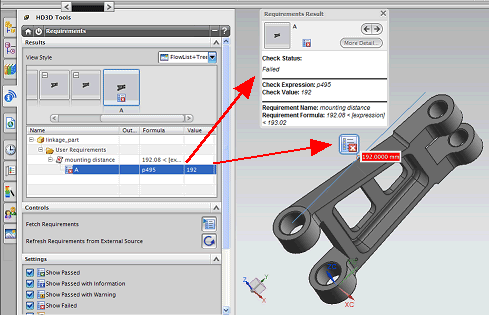 HD3D Tools
Requirements
Results
View Style
FlowList+Tree
A
Name Out... Formula Value
linkage_part
User Requirements
mounting distance 192.08 < [ex...
A p495 192
Controls
Fetch Requirements
Refresh Requirements from External Source
Settings
Show Passed
Show Passed with Information
Show Passed with Warning
Show Failed
Requirements Result
A
More Detail...
Check Status:
Failed
Check Expression: p495
Check Value: 192
Requirement Name: mounting distance
Requirement Formula: 192.08 < [expression]
< 193.02
192.0000 mm
Z
Y
X
XC